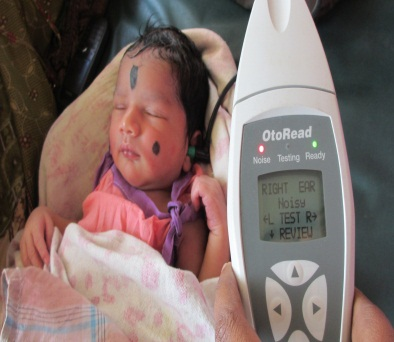 OtoRead
Noise Testing Ready
RIGHT EAR
Noisy
←L TEST R→
↓ REVIEW